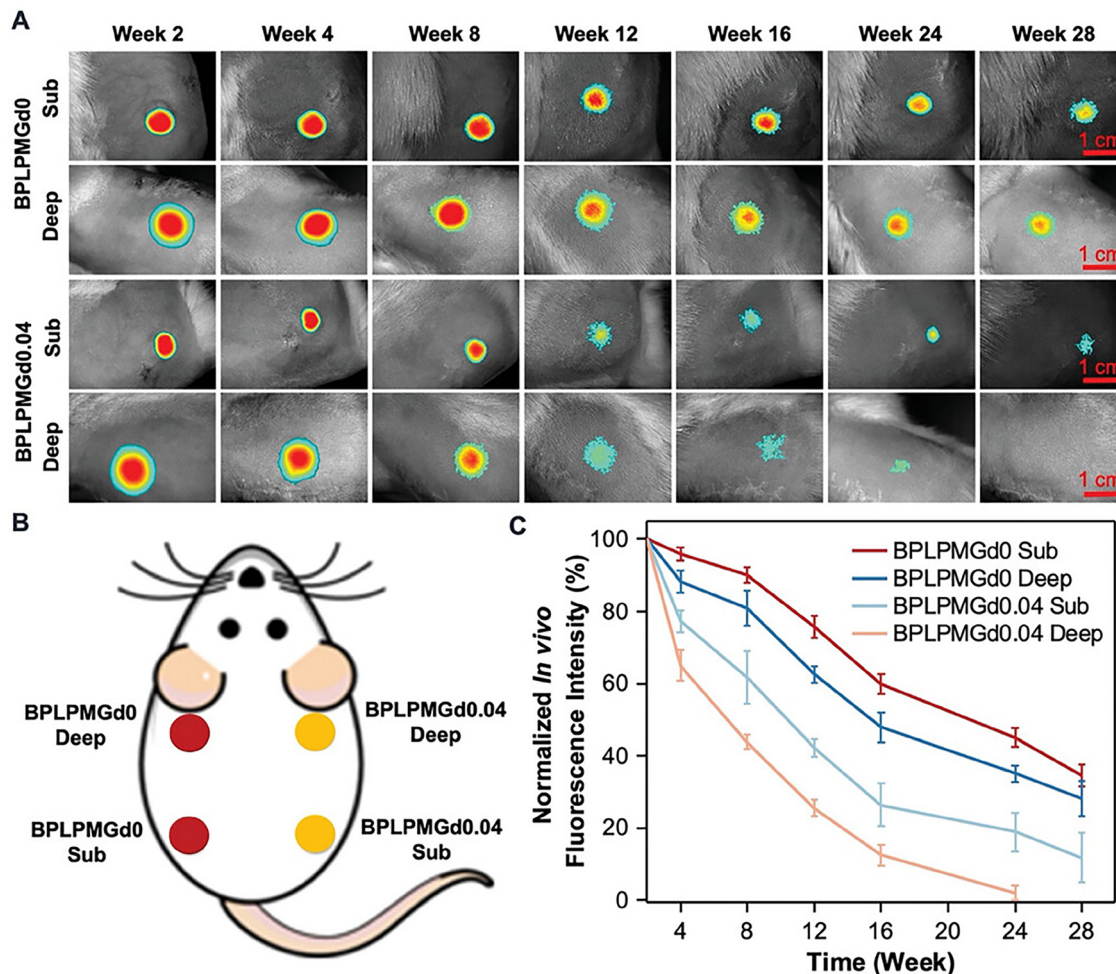 A
Week 2 Week 4 Week 8 Week 12 Week 16 Week 24 Week 28
BPLPMGd0
Sub
1 cm
Deep
1 cm
BPLPMGd0.04
Sub
1 cm
Deep
1 cm
B
BPLPMGd0
Deep
BPLPMGd0.04
Deep
BPLPMGd0
Sub
BPLPMGd0.04
Sub
C
Normalized In vivo
Fluorescence Intensity (%)
100
80
60
40
20
0
BPLPMGd0 Sub
BPLPMGd0 Deep
BPLPMGd0.04 Sub
BPLPMGd0.04 Deep
4 8 12 16 20 24 28
Time (Week)